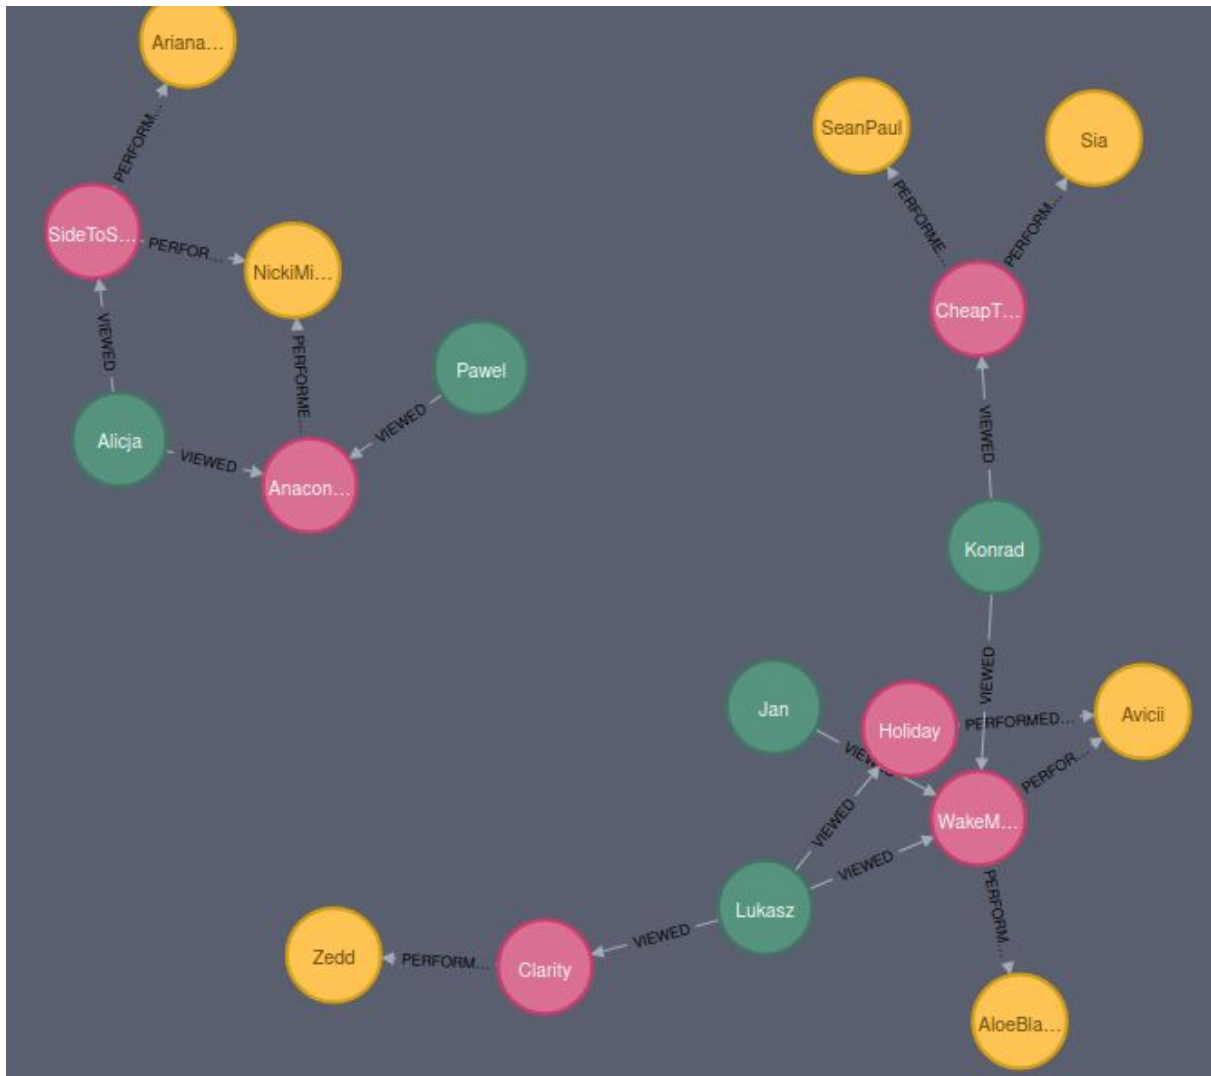 Ariana...
PERFORM...
SideToS...
PERFOR...
NickiMi...
VIEWED
PERFORME...
Pawel
Alicja
VIEWED
VIEWED
Anacon...
SeanPaul
Sia
PERFORME...
PERFORM...
CheapT...
VIEWED
Konrad
VIEWED
Jan
Holiday
PERFORMED...
Avicii
VIEWED
PERFOR...
WakeM...
VIEWED
VIEWED
Lukasz
PERFORM...
VIEWED
Zedd
PERFORM...
Clarity
AloeBla...